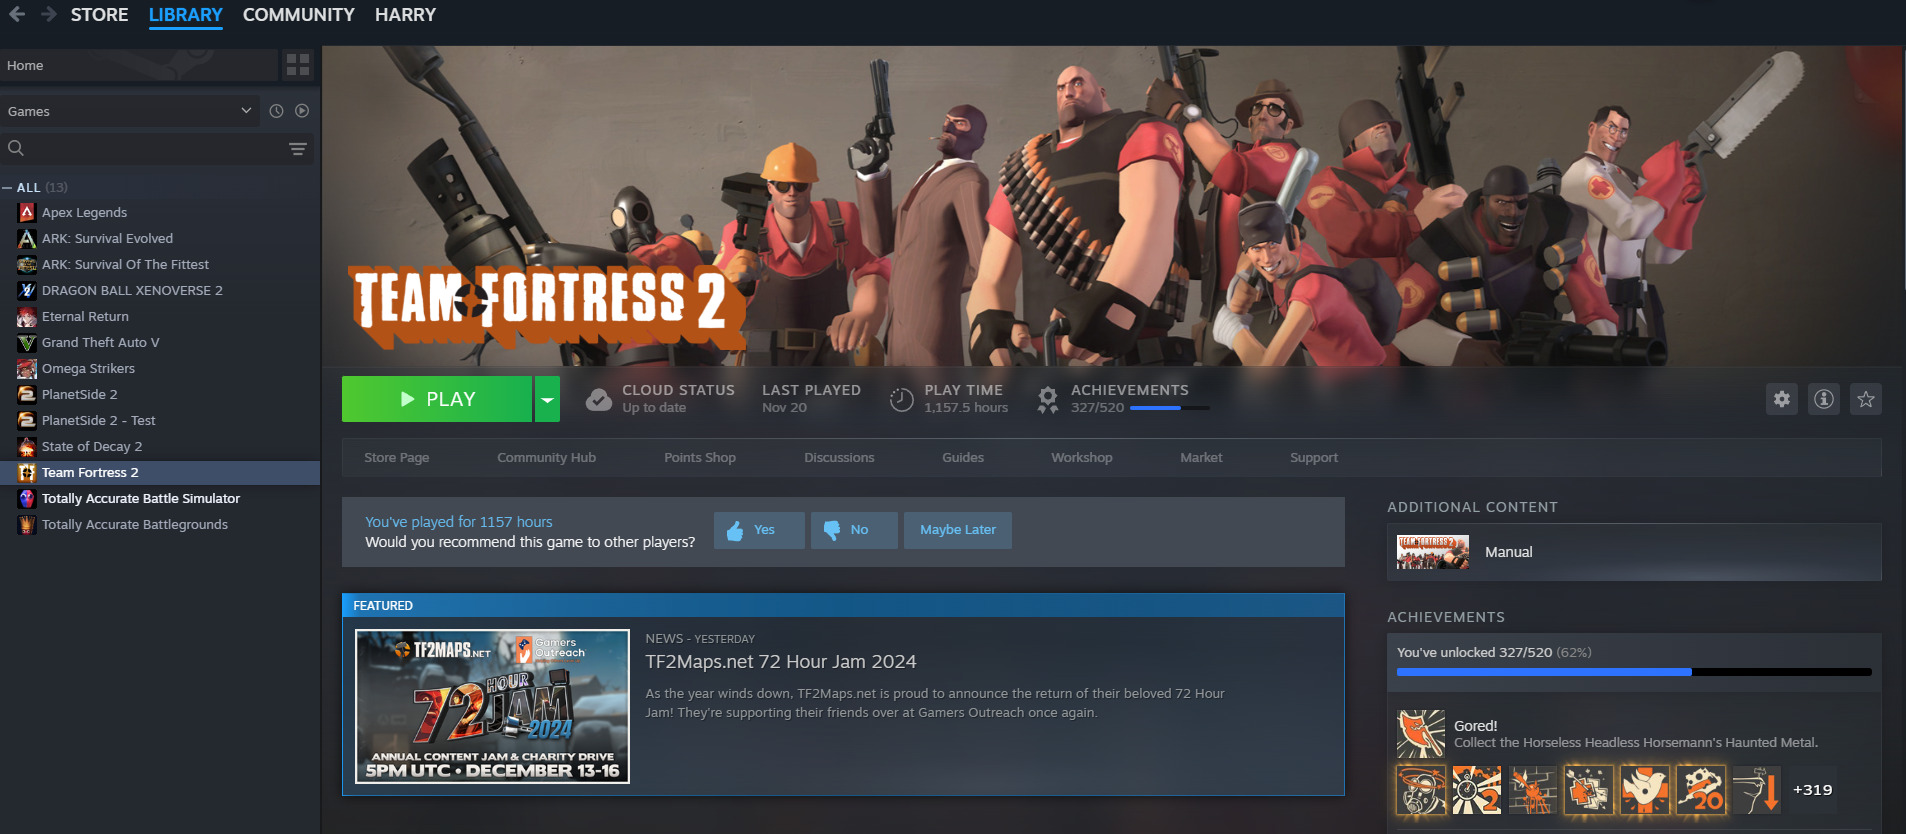 STORE LIBRARY COMMUNITY HARRY
Home
Games
ALL (13)
Apex Legends
ARK: Survival Evolved
ARK: Survival Of The Fittest
DRAGON BALL XENOVERSE 2
Eternal Return
Grand Theft Auto V
Omega Strikers
PlanetSide 2
PlanetSide 2 - Test
State of Decay 2
Team Fortress 2
Totally Accurate Battle Simulator
Totally Accurate Battlegrounds
TEAM FORTRESS 2
PLAY
CLOUD STATUS
Up to date
LAST PLAYED
Nov 20
PLAY TIME
1,157.5 hours
ACHIEVEMENTS
327/520
Store Page Community Hub Points Shop Discussions Guides Workshop Market Support
You've played for 1157 hours
Would you recommend this game to other players?
Yes No Maybe Later
FEATURED
TF2MAPS.NET
Gamers
Outreach
72 HOUR JAM 2024
ANNUAL CONTENT JAM & CHARITY DRIVE
5PM UTC • DECEMBER 13-16
NEWS - YESTERDAY
TF2Maps.net 72 Hour Jam 2024
As the year winds down, TF2Maps.net is proud to announce the return of their beloved 72 Hour
Jam! They're supporting their friends over at Gamers Outreach once again.
ADDITIONAL CONTENT
TEAM FORTRESS 2
Manual
ACHIEVEMENTS
You've unlocked 327/520 (62%)
Gored!
Collect the Horseless Headless Horsemann's Haunted Metal.
2
20
+319